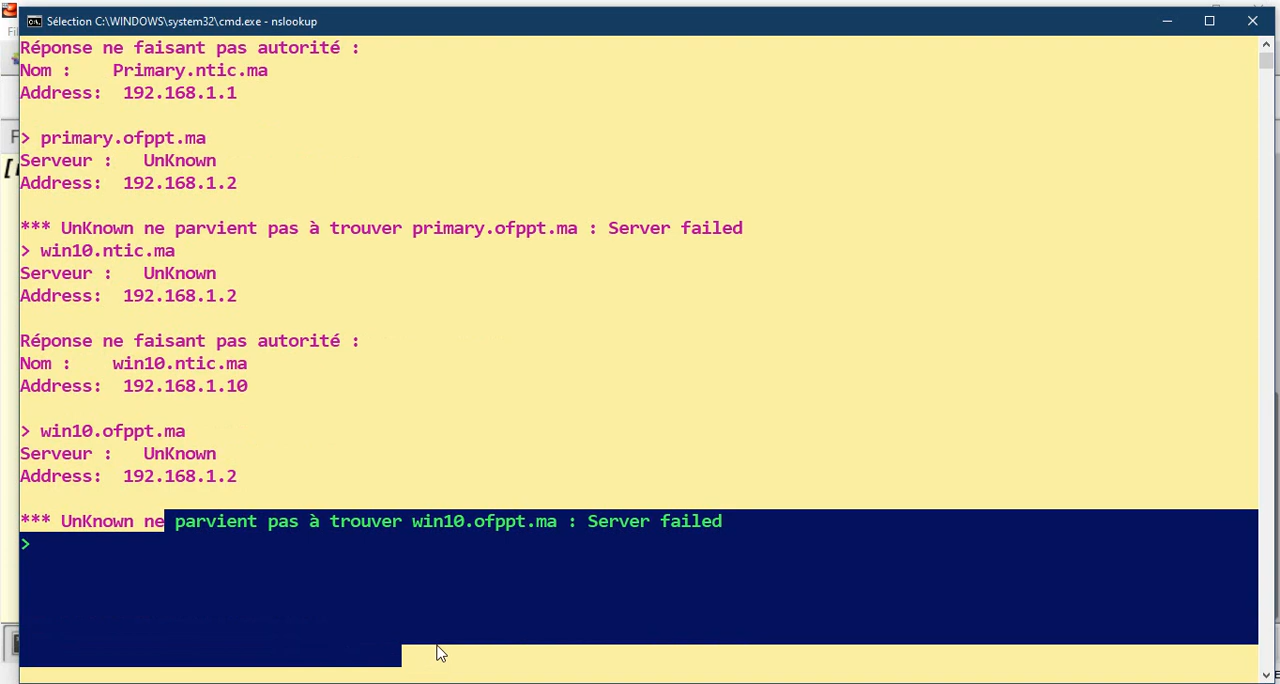 Sélection C:\WINDOWS\system32\cmd.exe - nslookup
Réponse ne faisant pas autorité :
Nom :    Primary.ntic.ma
Address:  192.168.1.1
> primary.ofppt.ma
Serveur :   UnKnown
Address:  192.168.1.2
*** UnKnown ne parvient pas à trouver primary.ofppt.ma : Server failed
> win10.ntic.ma
Serveur :   UnKnown
Address:  192.168.1.2
Réponse ne faisant pas autorité :
Nom :    win10.ntic.ma
Address:  192.168.1.10
> win10.ofppt.ma
Serveur :   UnKnown
Address:  192.168.1.2
*** UnKnown ne parvient pas à trouver win10.ofppt.ma : Server failed
>